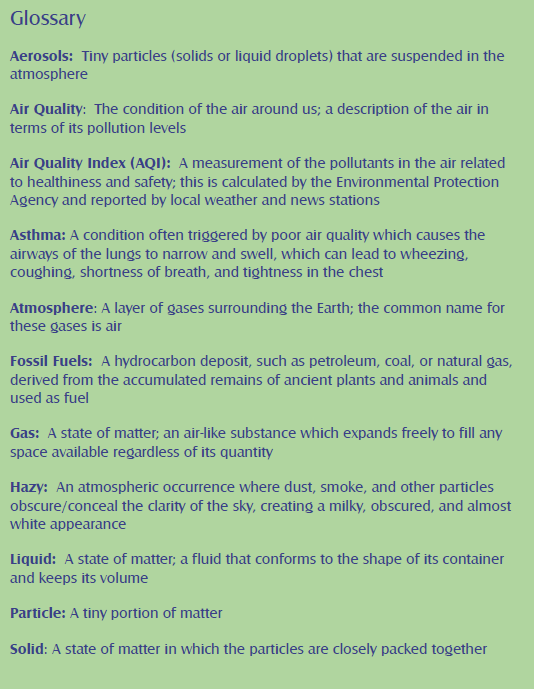 Glossary
Aerosols: Tiny particles (solids or liquid droplets) that are suspended in the
atmosphere
Air Quality: The condition of the air around us; a description of the air in
terms of its pollution levels
Air Quality Index (AQI): A measurement of the pollutants in the air related
to healthiness and safety; this is calculated by the Environmental Protection
Agency and reported by local weather and news stations
Asthma: A condition often triggered by poor air quality which causes the
airways of the lungs to narrow and swell, which can lead to wheezing,
coughing, shortness of breath, and tightness in the chest
Atmosphere: A layer of gases surrounding the Earth; the common name for
these gases is air
Fossil Fuels: A hydrocarbon deposit, such as petroleum, coal, or natural gas,
derived from the accumulated remains of ancient plants and animals and
used as fuel
Gas: A state of matter; an air-like substance which expands freely to fill any
space available regardless of its quantity
Hazy: An atmospheric occurrence where dust, smoke, and other particles
obscure/conceal the clarity of the sky, creating a milky, obscured, and almost
white appearance
Liquid: A state of matter; a fluid that conforms to the shape of its container
and keeps its volume
Particle: A tiny portion of matter
Solid: A state of matter in which the particles are closely packed together